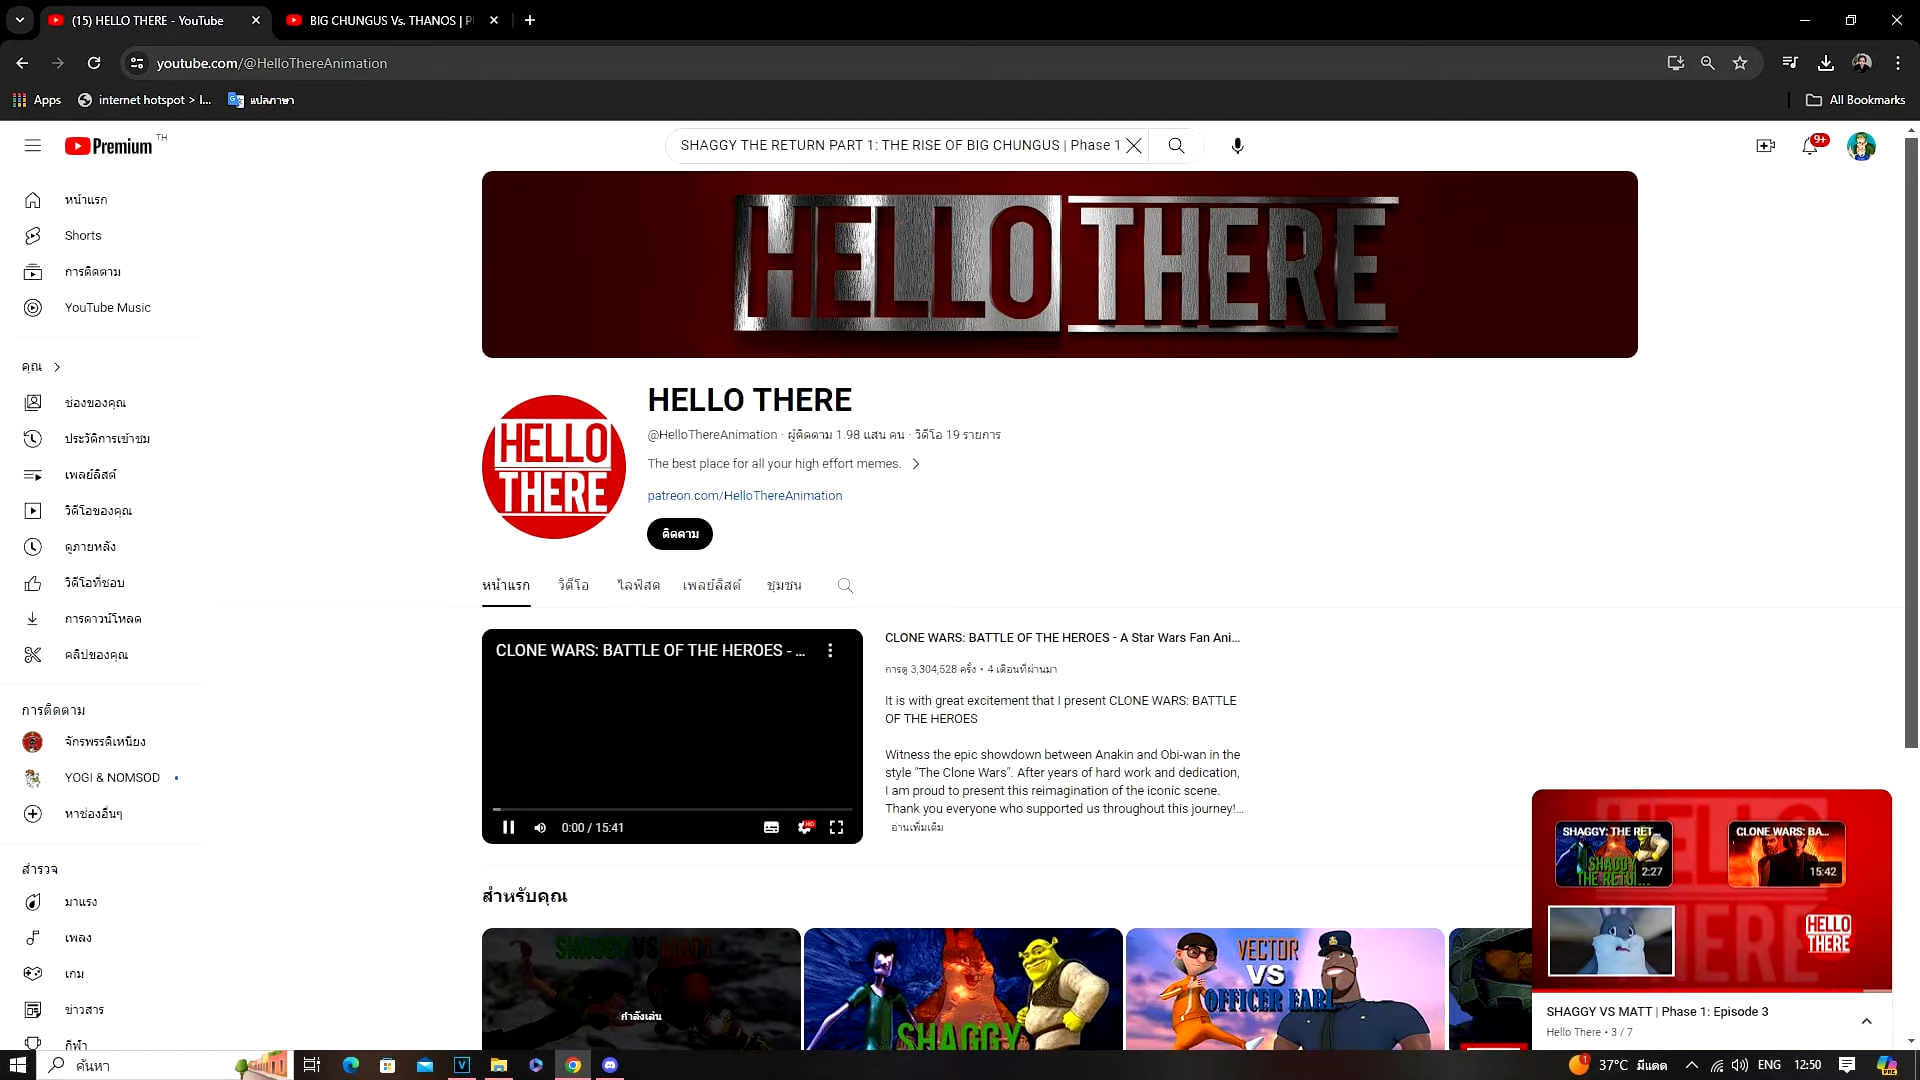 (15) HELLO THERE - YouTube
BIG CHUNGUS Vs. THANOS | P
youtube.com/@HelloThereAnimation
Apps
internet hotspot > I...
แปลภาษา
All Bookmarks
Premium TH
SHAGGY THE RETURN PART 1: THE RISE OF BIG CHUNGUS | Phase 1
9+
หน้าแรก
Shorts
การติดตาม
YouTube Music
คุณ
ช่องของคุณ
ประวัติการเข้าชม
เพลย์ลิสต์
วิดีโอของคุณ
ดูภายหลัง
วิดีโอที่ชอบ
การดาวน์โหลด
คลิปของคุณ
การติดตาม
จักรพรรดิเหนียง
YOGI & NOMSOD
หาช่องอื่นๆ
สำรวจ
มาแรง
เพลง
เกม
ข่าวสาร
กีฬา
HELLO THERE
HELLO
THERE
HELLO THERE
@HelloThereAnimation · ผู้ติดตาม 1.98 แสน คน · วิดีโอ 19 รายการ
The best place for all your high effort memes.
patreon.com/HelloThereAnimation
ติดตาม
หน้าแรก
วิดีโอ
ไลฟ์สด
เพลย์ลิสต์
ชุมชน
CLONE WARS: BATTLE OF THE HEROES - ...
0:00 / 15:41
HD
CLONE WARS: BATTLE OF THE HEROES - A Star Wars Fan Ani...
การดู 3,304,528 ครั้ง • 4 เดือนที่ผ่านมา
It is with great excitement that I present CLONE WARS: BATTLE
OF THE HEROES
Witness the epic showdown between Anakin and Obi-wan in the
style "The Clone Wars". After years of hard work and dedication,
I am proud to present this reimagination of the iconic scene.
Thank you everyone who supported us throughout this journey!...
อ่านเพิ่มเติม
สำหรับคุณ
SHAGGY VS MATT
กำลังเล่น
SHAGGY
VECTOR
VS
OFFICER EARL
SHAGGY: THE RET...
SHAGGY
THE RETU
2:27
CLONE WARS: BA...
15:42
HELLO
THERE
HELLO
THERE
SHAGGY VS MATT | Phase 1: Episode 3
Hello There • 3 / 7
ค้นหา
1
37°C มีแดด
ENG
12:50
PRE